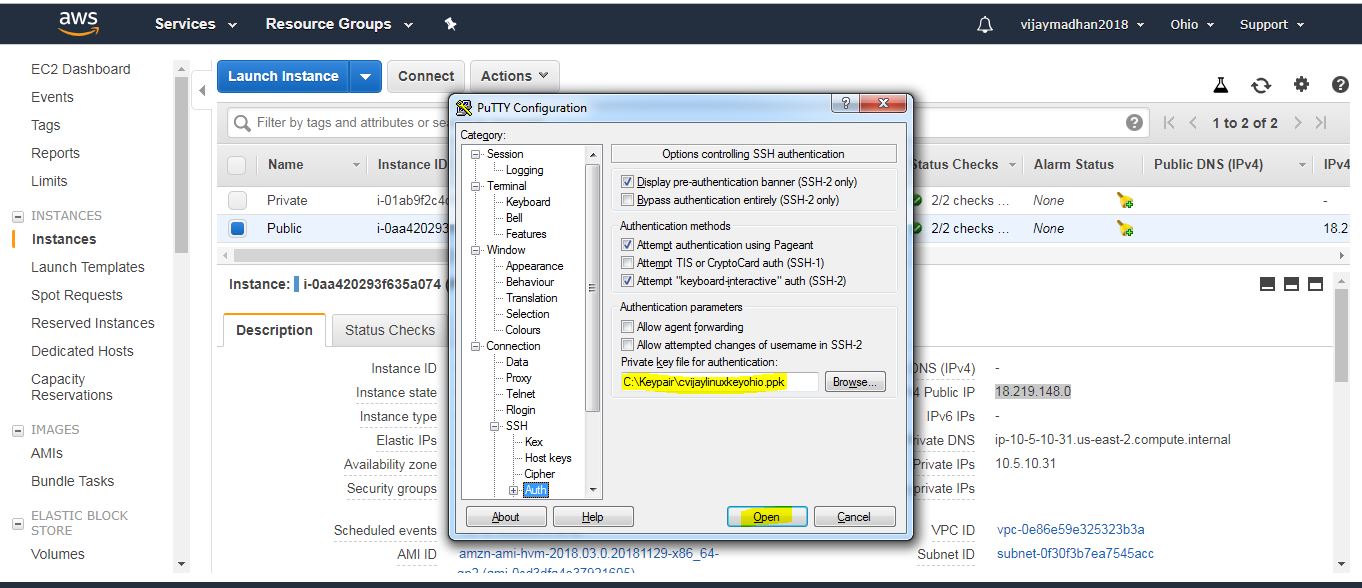 aws
Services
Resource Groups
vijaymadhan2018
Ohio
Support
EC2 Dashboard
Events
Tags
Reports
Limits
INSTANCES
Instances
Launch Templates
Spot Requests
Reserved Instances
Dedicated Hosts
Capacity
Reservations
IMAGES
AMIs
Bundle Tasks
ELASTIC BLOCK
STORE
Volumes
Launch Instance
Connect
Actions
Filter by tags and attributes or
1 to 2 of 2
Name
Instance ID
Status Checks
Alarm Status
Public DNS (IPv4)
IPv4
Private
i-01ab9f2c4
2/2 checks ...
None
-
Public
i-0aa420293
2/2 checks ...
None
18.2
Instance:
i-0aa420293f635a074
Description
Status Checks
Instance ID
Instance state
Instance type
Elastic IPs
Availability zone
Security groups
Scheduled events
AMI ID
amzn-ami-hvm-2018.03.0.20181129-x86_64-
DNS (IPv4)
-
4 Public IP
18.219.148.0
IPv6 IPs
-
Private DNS
ip-10-5-10-31.us-east-2.compute.internal
Private IPs
10.5.10.31
private IPs
VPC ID
vpc-0e86e59e325323b3a
Subnet ID
subnet-0f30f3b7ea7545acc
PuTTY Configuration
Category:
Session
Logging
Terminal
Keyboard
Bell
Features
Window
Appearance
Behaviour
Translation
Selection
Colours
Connection
Data
Proxy
Telnet
Rlogin
SSH
Kex
Host keys
Cipher
Auth
Options controlling SSH authentication
Display pre-authentication banner (SSH-2 only)
Bypass authentication entirely (SSH-2 only)
Authentication methods
Attempt authentication using Pageant
Attempt TIS or CryptoCard auth (SSH-1)
Attempt "keyboard-interactive" auth (SSH-2)
Authentication parameters
Allow agent forwarding
Allow attempted changes of username in SSH-2
Private key file for authentication:
C:\Keypair\cvijaylinuxkeyohio.ppk
Browse...
About
Help
Open
Cancel